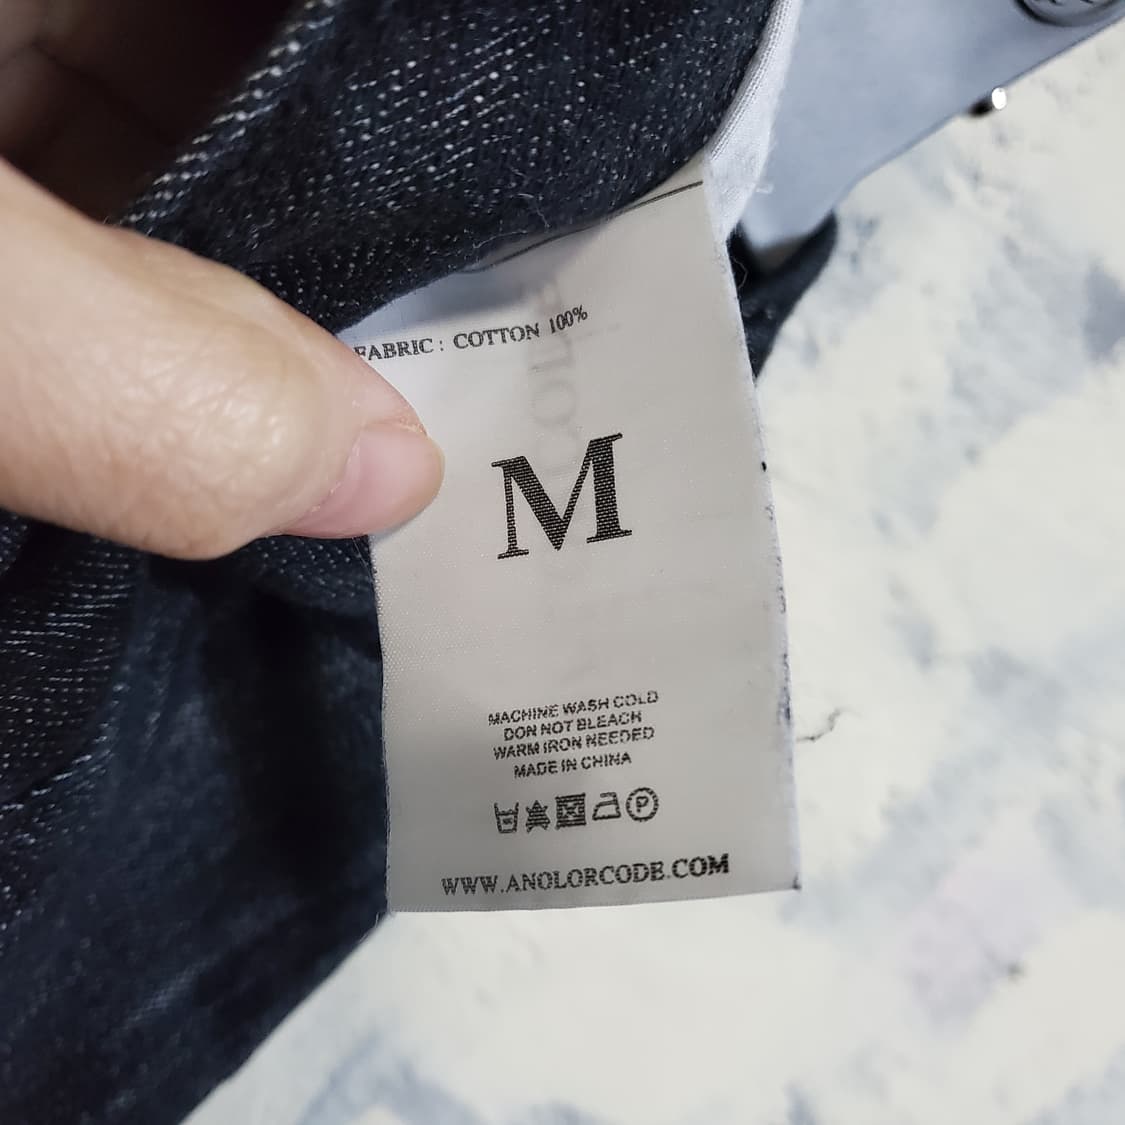 FABRIC : COTTON 100%
M
MACHINE WASH COLD
DON NOT BLEACH
WARM IRON NEEDED
MADE IN CHINA
P
WWW.ANOLORCODE.COM